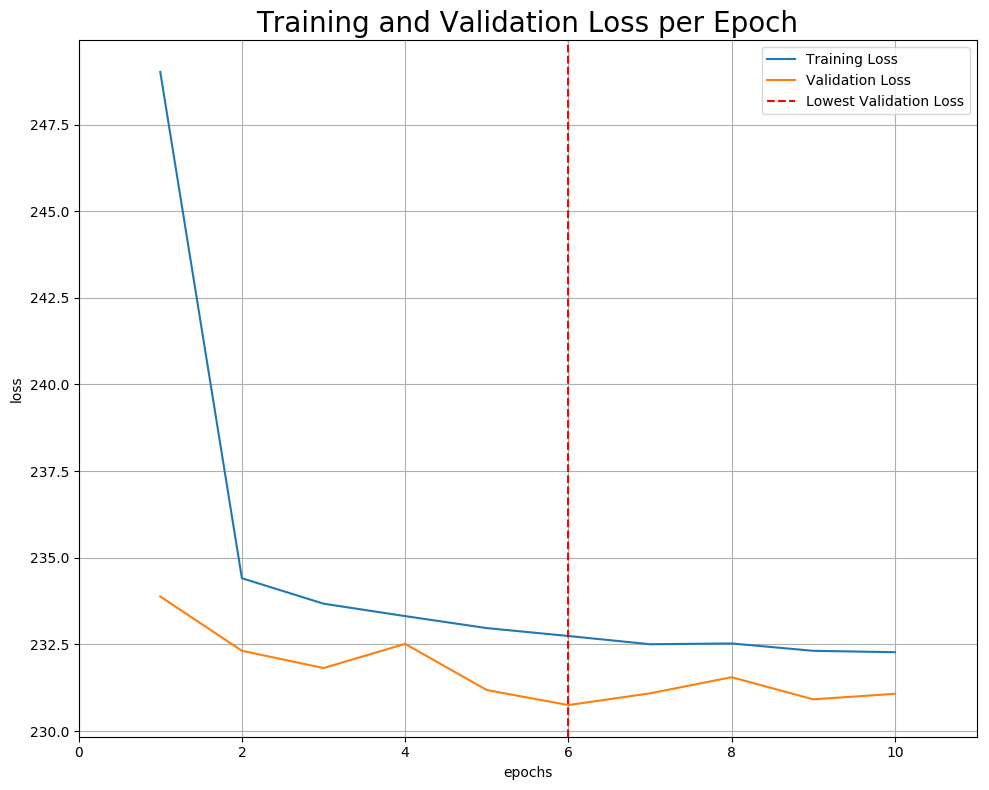 Training and Validation Loss per Epoch
Training Loss
Validation Loss
Lowest Validation Loss
247.5
245.0
242.5
240.0
237.5
235.0
232.5
230.0
loss
0 2 4 6 8 10
epochs